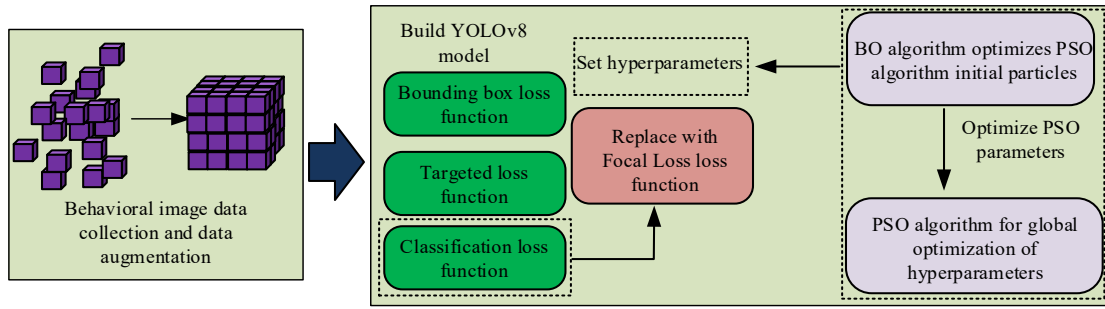 Behavioral image data
collection and data
augmentation
Build YOLOv8
model
Bounding box loss
function
Targeted loss
function
Classification loss
function
Set hyperparameters
Replace with
Focal Loss loss
function
BO algorithm optimizes PSO
algorithm initial particles
Optimize PSO
parameters
PSO algorithm for global
optimization of
hyperparameters